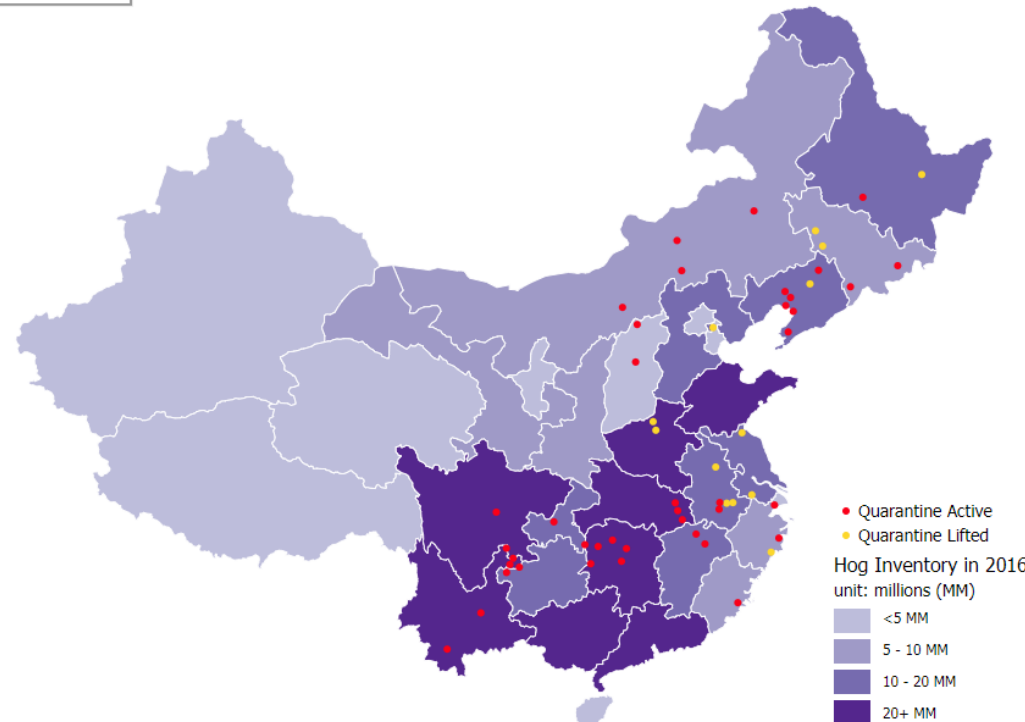 Quarantine Active
Quarantine Lifted
Hog Inventory in 2016
unit: millions (MM)
<5 MM
5 - 10 MM
10 - 20 MM
20+ MM